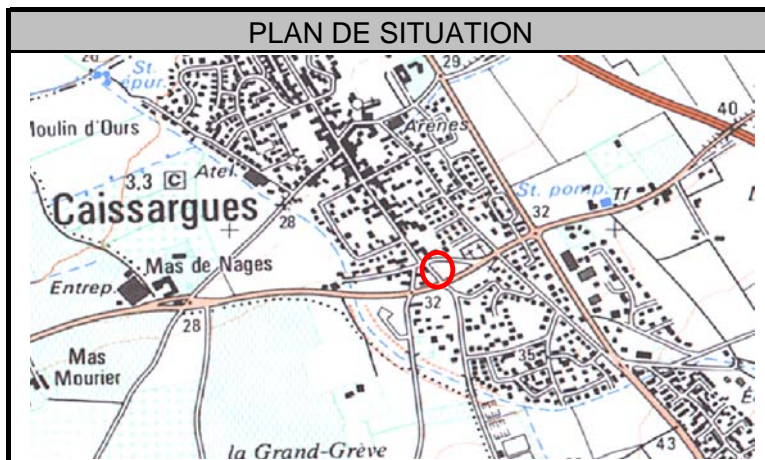 PLAN DE SITUATION
29
St.
épur.
40
Moulin d'Ours
Arènes
3.3 C
Atel.
St. pomp.
Tf
Caissargues
28
32
Mas de Nages
Entrep.
32
28
Mas
Mourier
35
la Grand-Grève
43